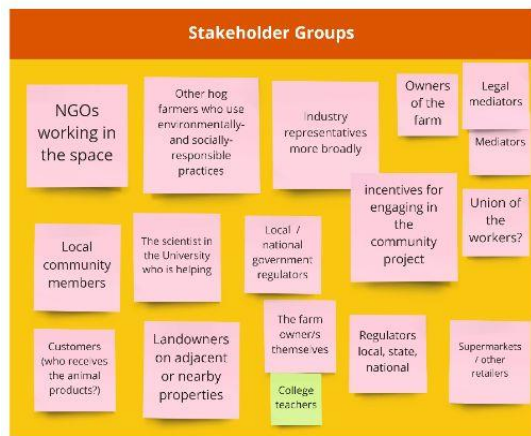 Stakeholder Groups
NGOs
working in
the space
Other hog
farmers who use
environmentally-
and socially-
responsible
practices
Industry
representatives
more broadly
Owners
of the
farm
Legal
mediators
Mediators
incentives for
engaging in
the
community
project
Union of
the
workers?
Local
community
members
The scientist in
the University
who is helping
Local /
national
government
regulators
Customers
(who receives
the animal
products?)
Landowners
on adjacent
or nearby
properties
The farm
owner/s
themselves
College
teachers
Regulators
local, state,
national
Supermarkets
/ other
retailers